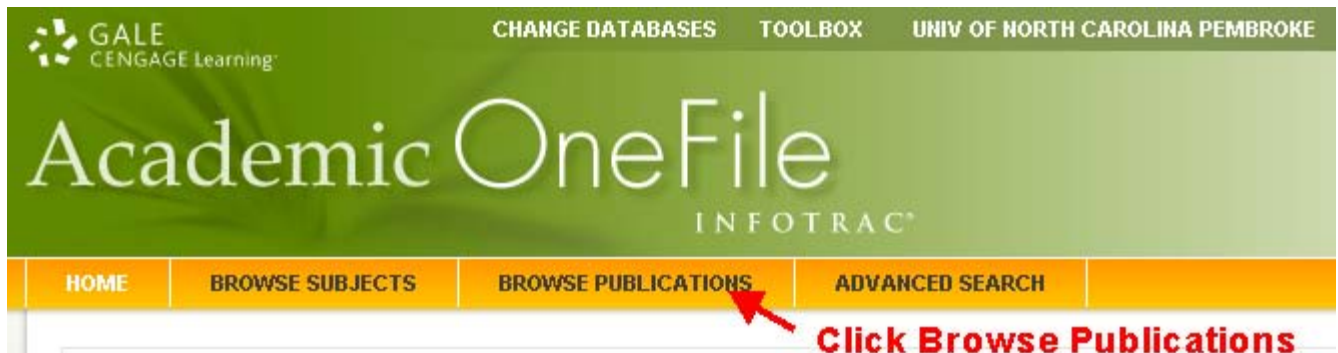 GALE
CENGAGE Learning·
CHANGE DATABASES TOOLBOX UNIV OF NORTH CAROLINA PEMBROKE
Academic OneFile
INFOTRAC®
HOME BROWSE SUBJECTS BROWSE PUBLICATIONS ADVANCED SEARCH
Click Browse Publications